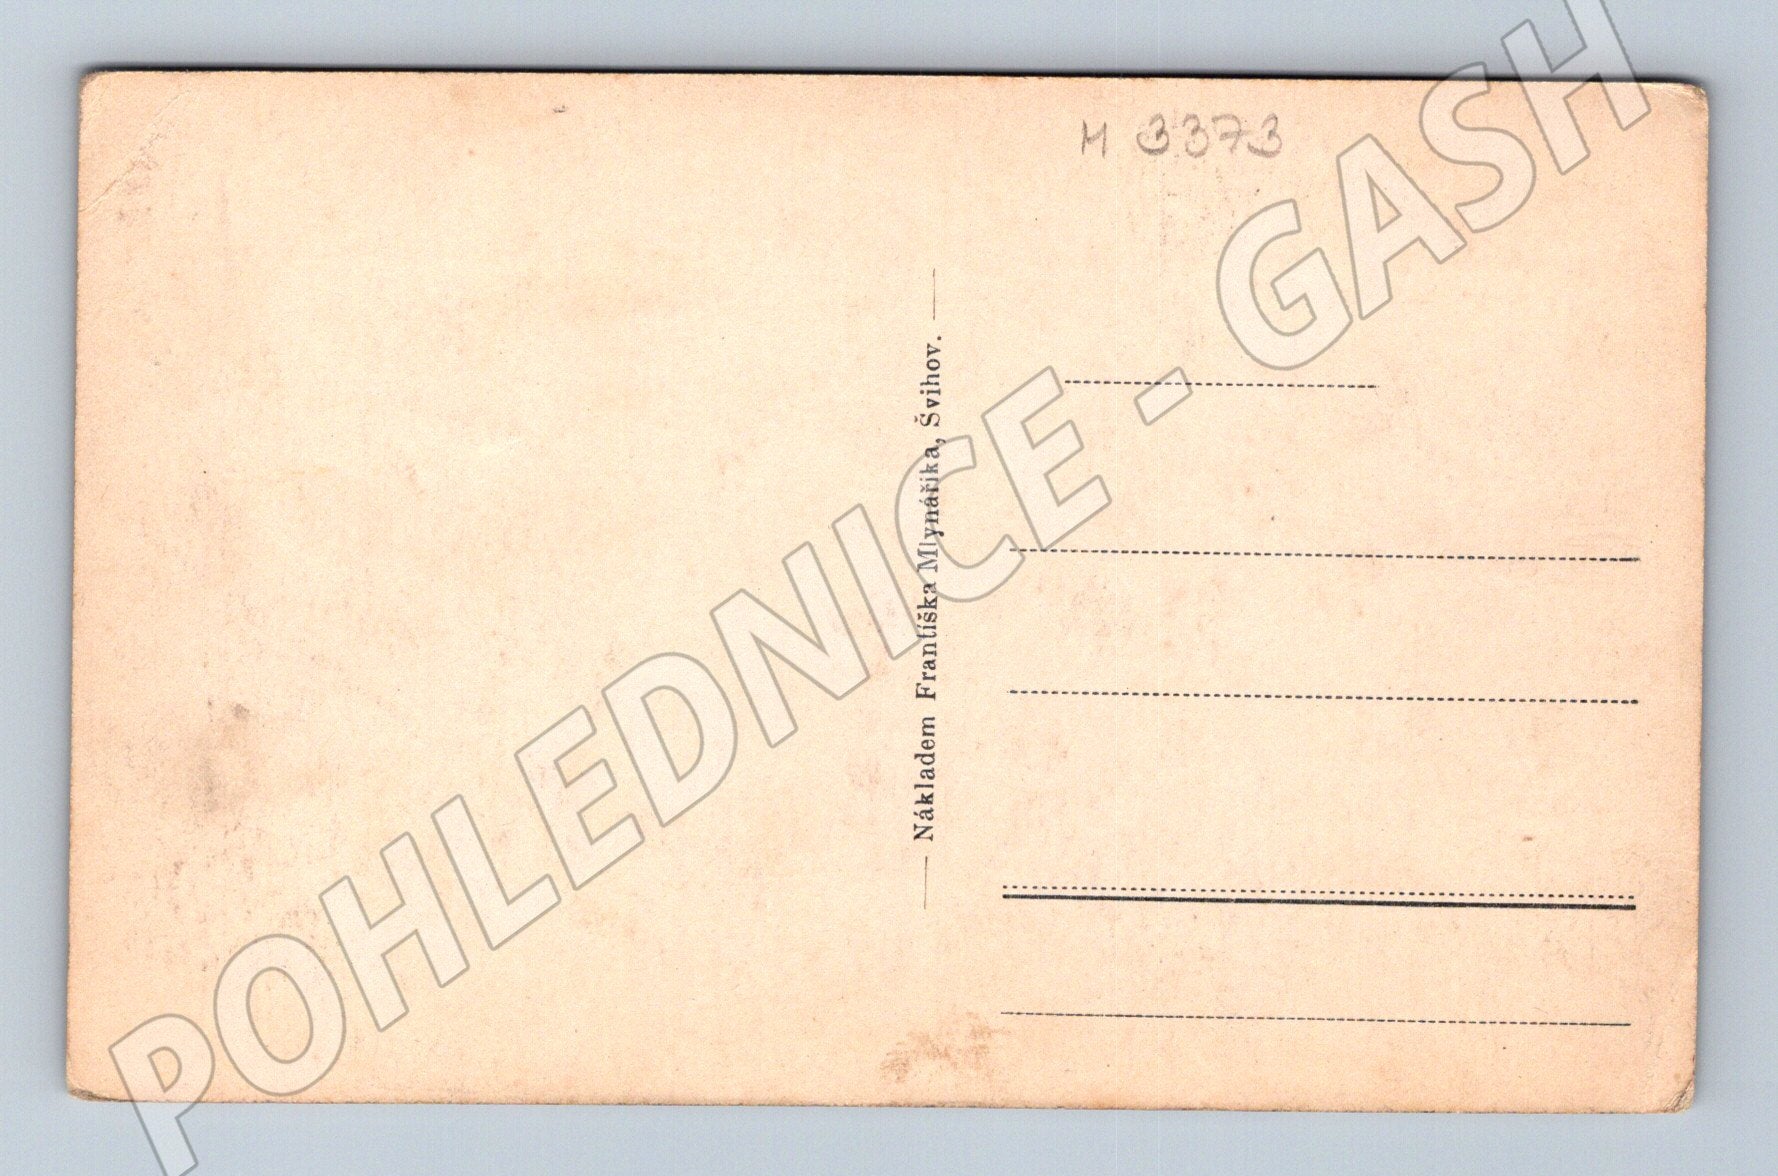 M 3373
Nákladem Františka Mlynáříka, Švihov.
POHLEDNICE - GASH